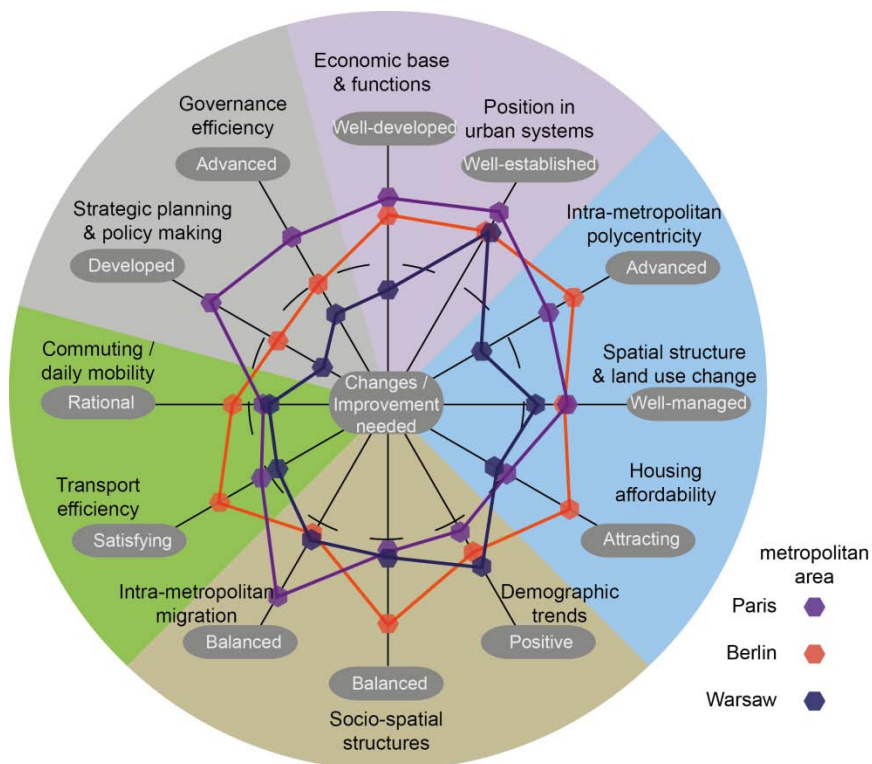 Economic base
& functions
Well-developed
Governance
efficiency
Advanced
Position in
urban systems
Well-established
Strategic planning
& policy making
Developed
Intra-metropolitan
polycentricity
Advanced
Commuting /
daily mobility
Rational
Changes /
Improvement
needed
Spatial structure
& land use change
Well-managed
Transport
efficiency
Satisfying
Housing
affordability
Attracting
Intra-metropolitan
migration
Balanced
Demographic
trends
Positive
Balanced
Socio-spatial
structures
metropolitan
area
Paris
Berlin
Warsaw